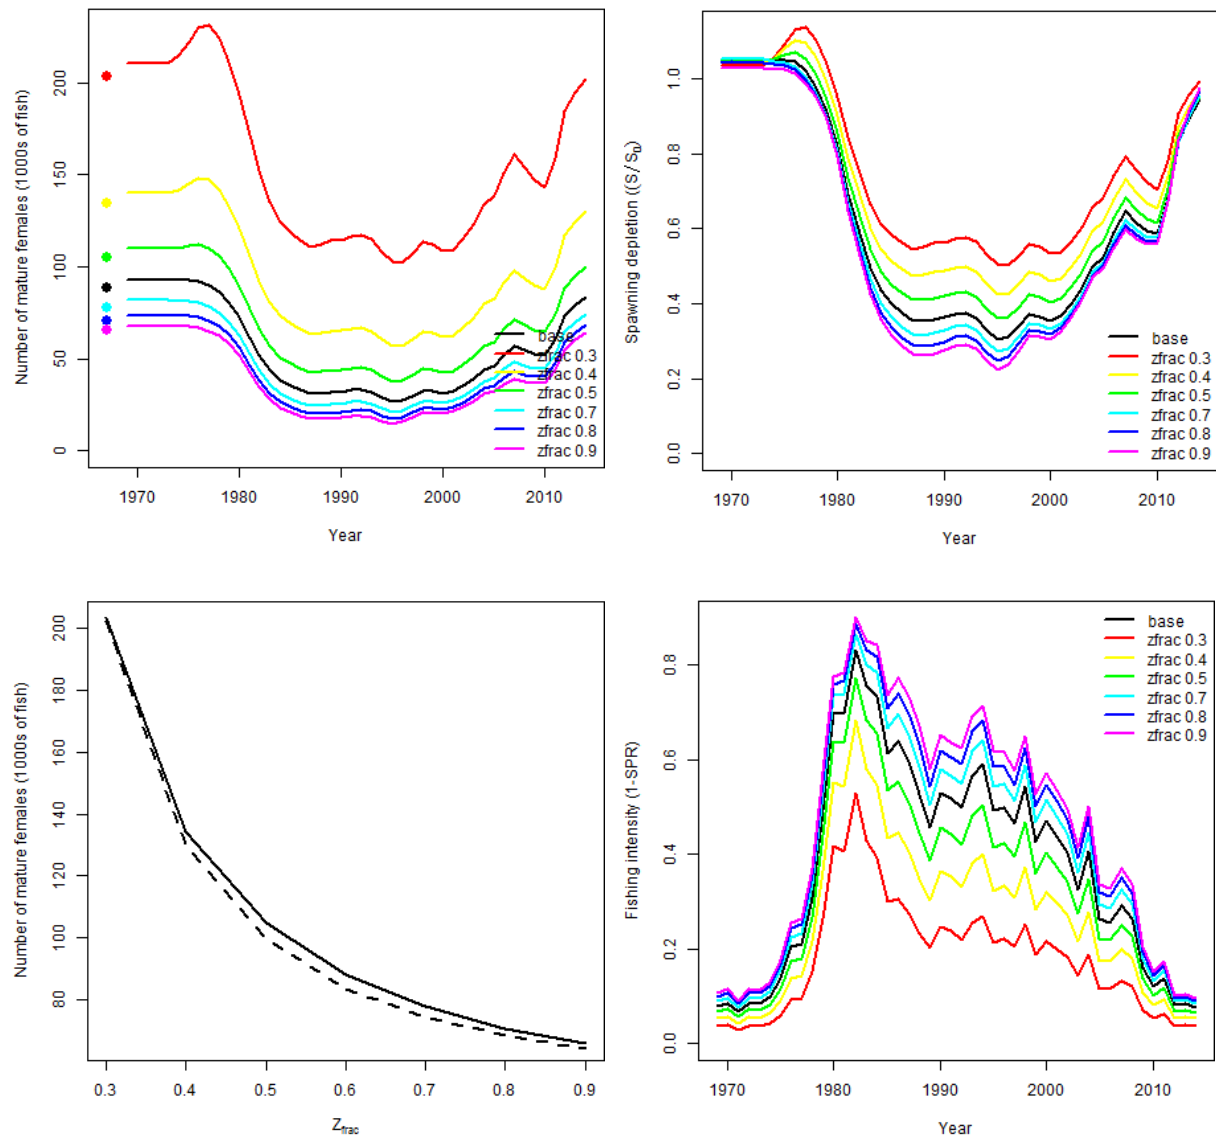 Number of mature females (1000s of fish)
0
50
100
150
200
1970
1980
1990
2000
2010
Year
base
zfrac 0.3
zfrac 0.4
zfrac 0.5
zfrac 0.7
zfrac 0.8
zfrac 0.9
Spawning depletion ((S/S₀)
0.0
0.2
0.4
0.6
0.8
1.0
1970
1980
1990
2000
2010
Year
base
zfrac 0.3
zfrac 0.4
zfrac 0.5
zfrac 0.7
zfrac 0.8
zfrac 0.9
Number of mature females (1000s of fish)
80
100
120
140
160
180
200
0.3
0.4
0.5
0.6
0.7
0.8
0.9
Zfrac
Fishing intensity (1-SPR)
0.0
0.2
0.4
0.6
0.8
1970
1980
1990
2000
2010
Year
base
zfrac 0.3
zfrac 0.4
zfrac 0.5
zfrac 0.7
zfrac 0.8
zfrac 0.9